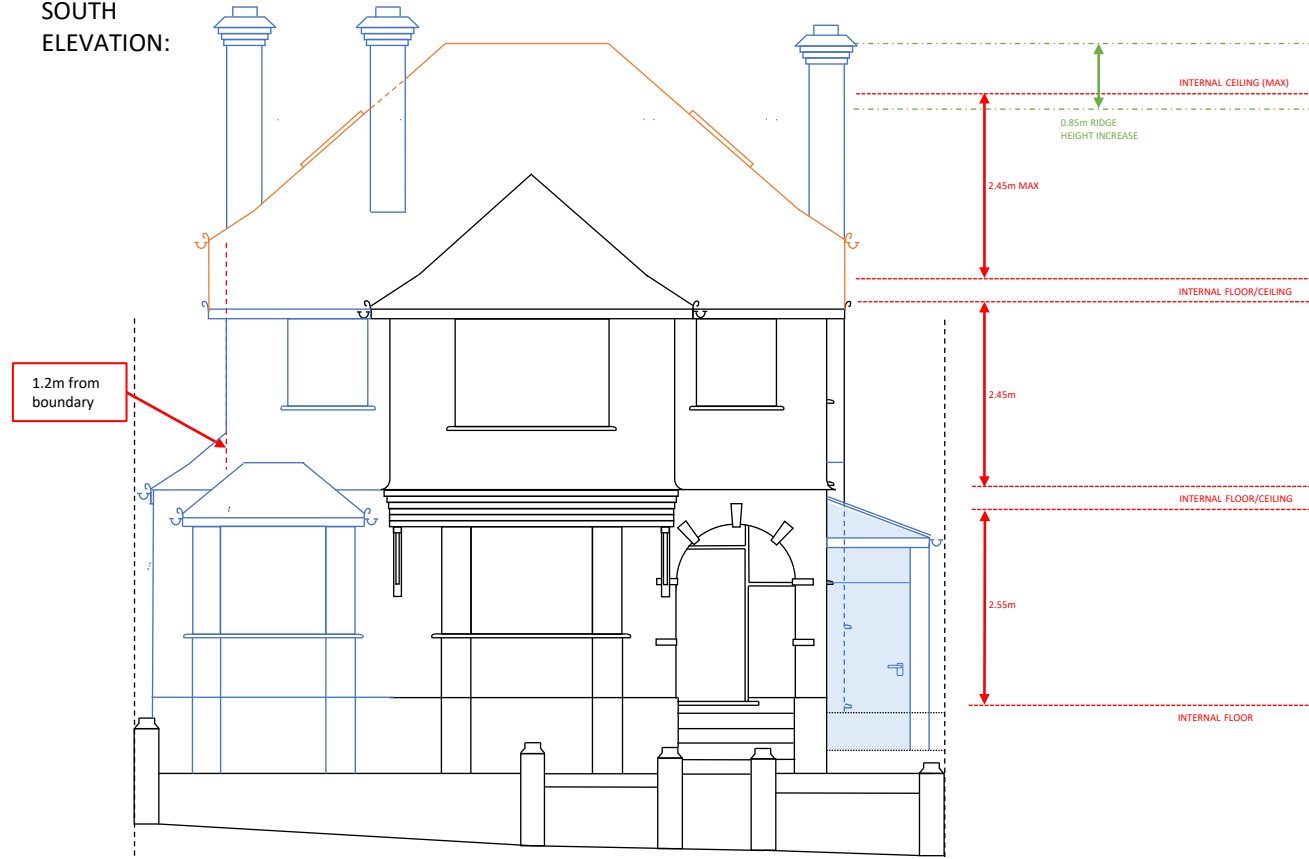 SOUTH
ELEVATION:
INTERNAL CEILING (MAX)
0.85m RIDGE
HEIGHT INCREASE
2.45m MAX
INTERNAL FLOOR/CEILING
1.2m from
boundary
2.45m
INTERNAL FLOOR/CEILING
2.55m
INTERNAL FLOOR